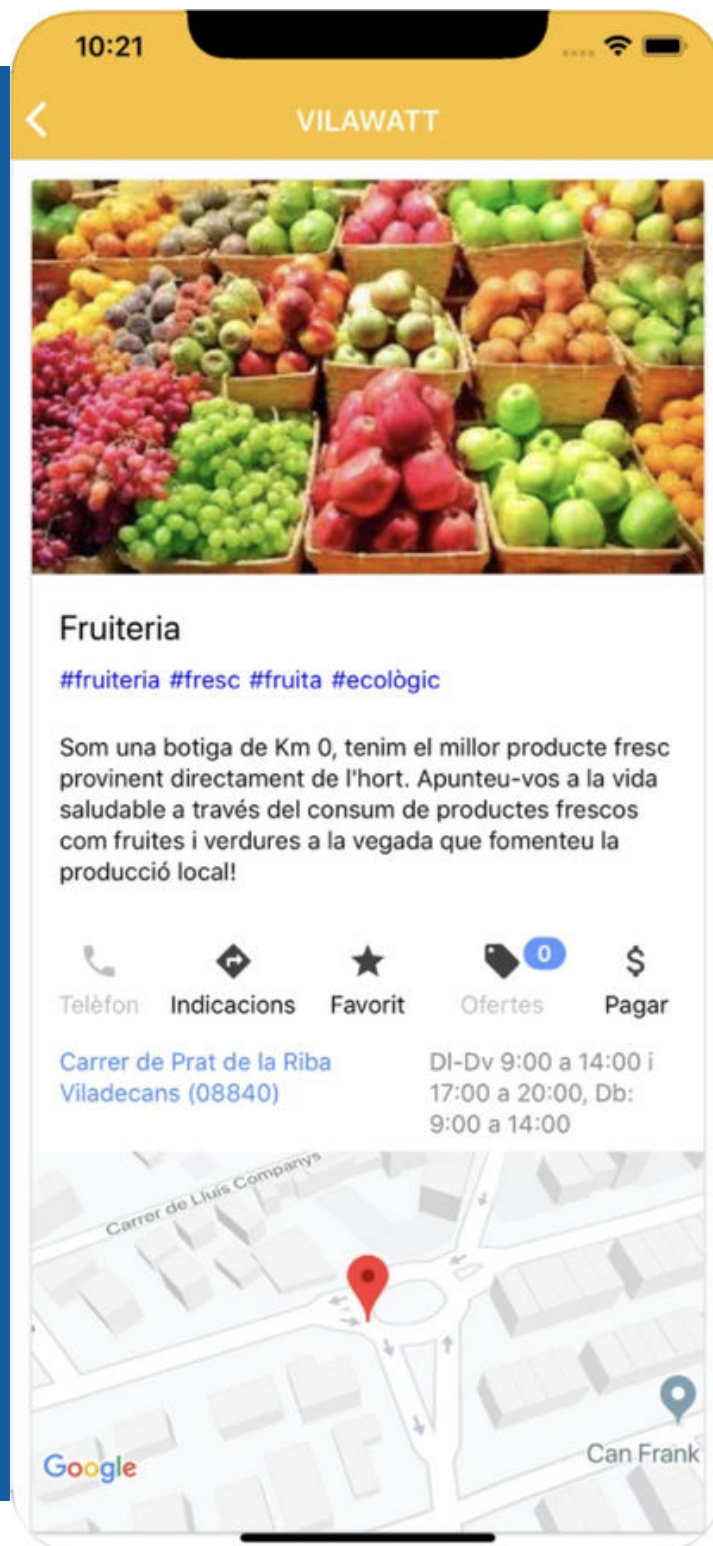 10:21
VILAWATT
Fruiteria
#fruiteria #fresc #fruita #ecològic
Som una botiga de Km 0, tenim el millor producte fresc
provinent directament de l'hort. Apunteu-vos a la vida
saludable a través del consum de productes frescos
com fruites i verdures a la vegada que fomenteu la
producció local!
0
Telèfon Indicacions Favorit Ofertes Pagar
Carrer de Prat de la Riba
Viladecans (08840)
Dl-Dv 9:00 a 14:00 i
17:00 a 20:00, Db:
9:00 a 14:00
Carrer de Lluís Companys
Can Frank
Google